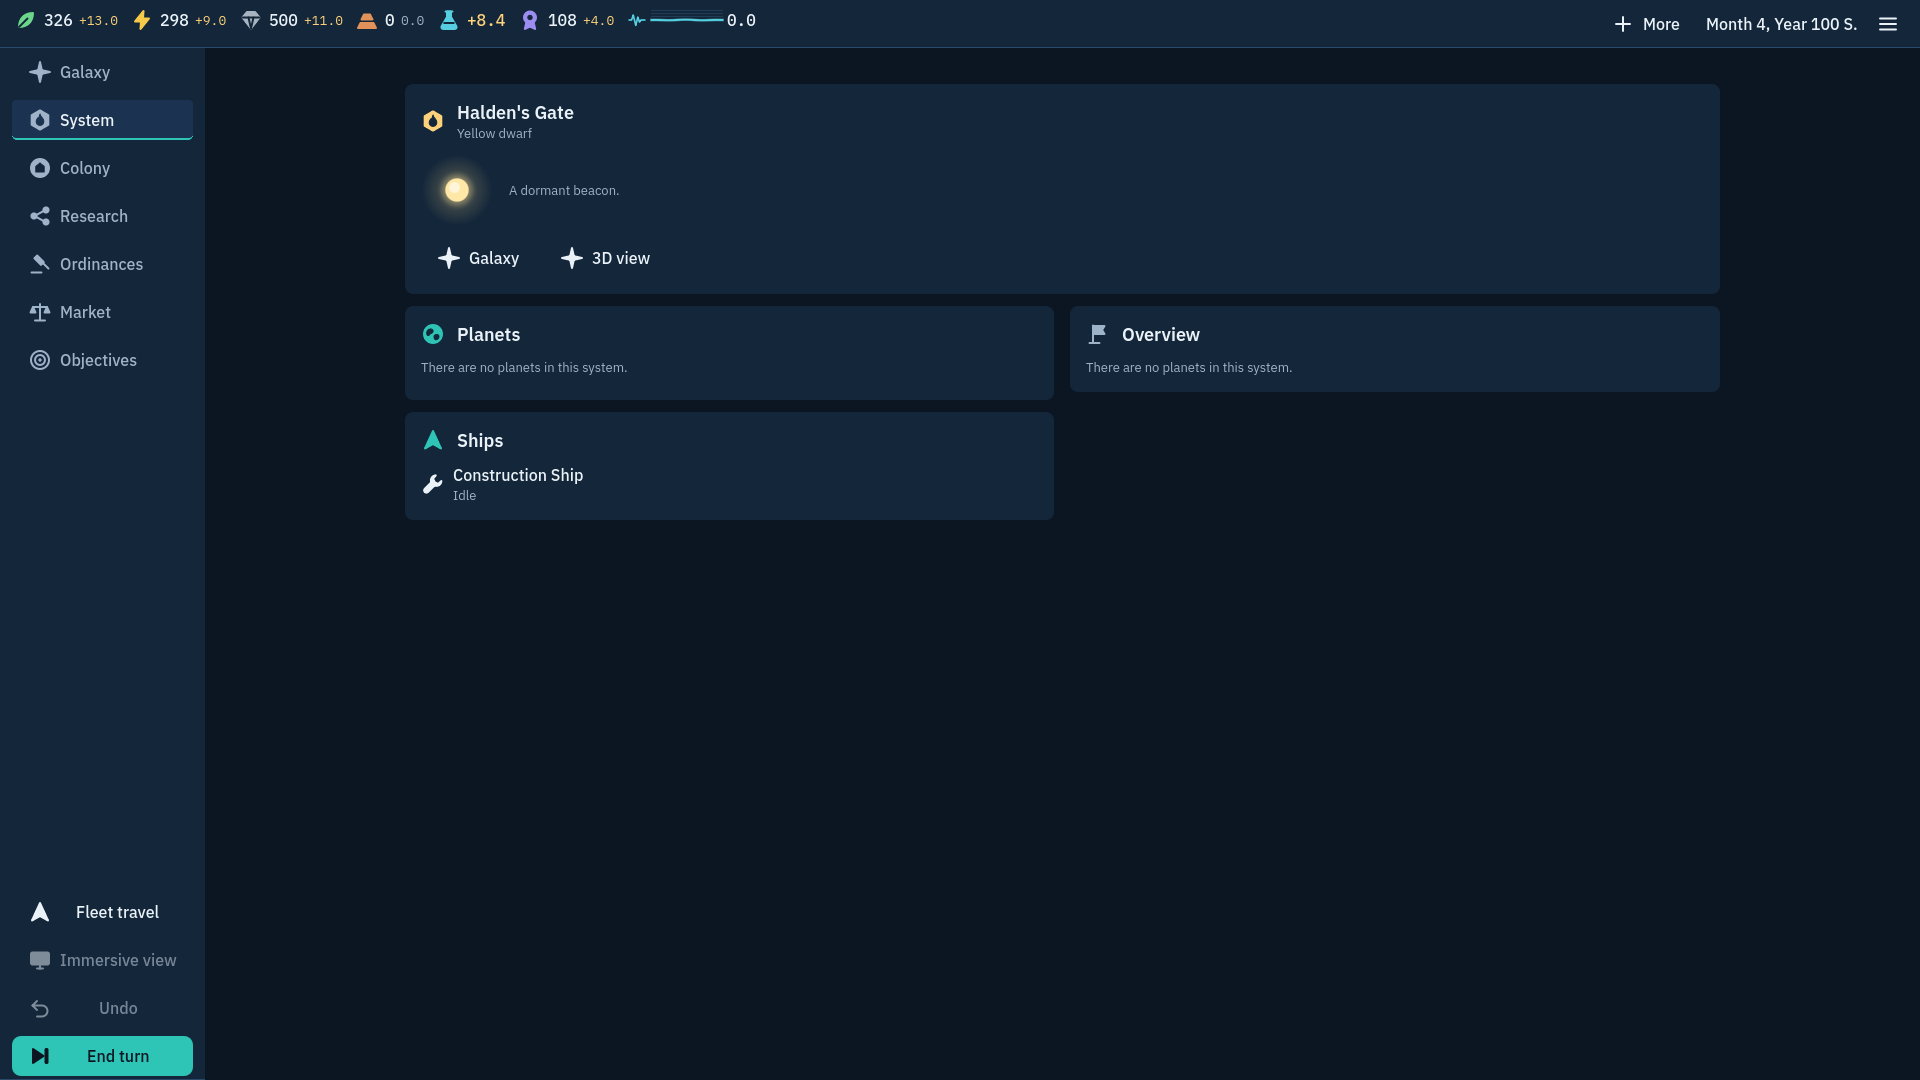 326 +13.0 298 +9.0 500 +11.0 0 0.0 +8.4 108 +4.0 0.0 More Month 4, Year 100 S.
Galaxy
System
Colony
Research
Ordinances
Market
Objectives
Halden's Gate
Yellow dwarf
A dormant beacon.
Galaxy 3D view
Planets
There are no planets in this system.
Overview
There are no planets in this system.
Ships
Construction Ship
Idle
Fleet travel
Immersive view
Undo
End turn